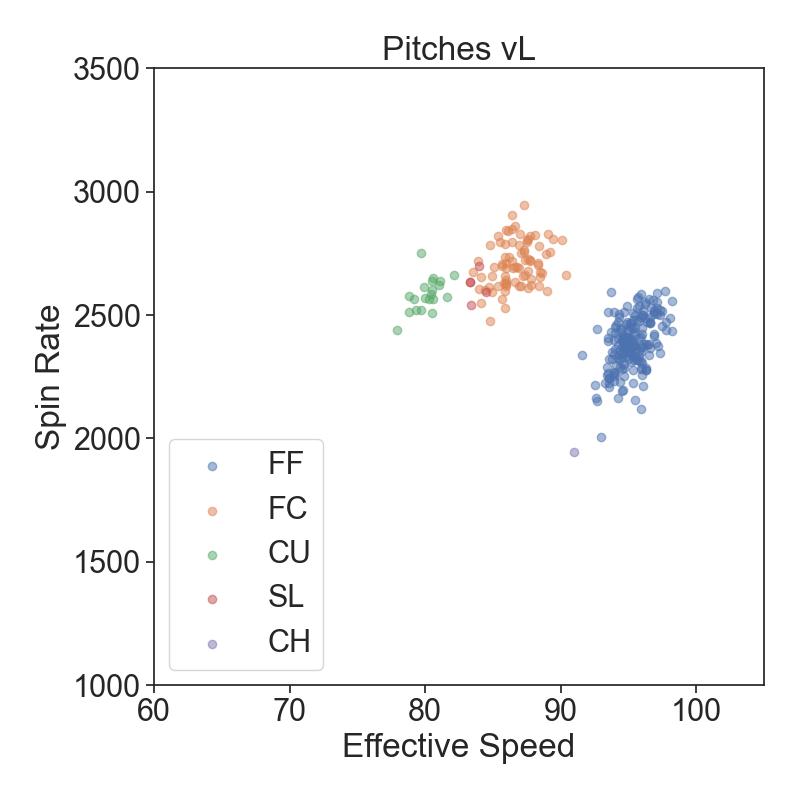 Pitches vL
3500
3000
2500
2000
1500
1000
Spin Rate
FF
FC
CU
SL
CH
60 70 80 90 100
Effective Speed